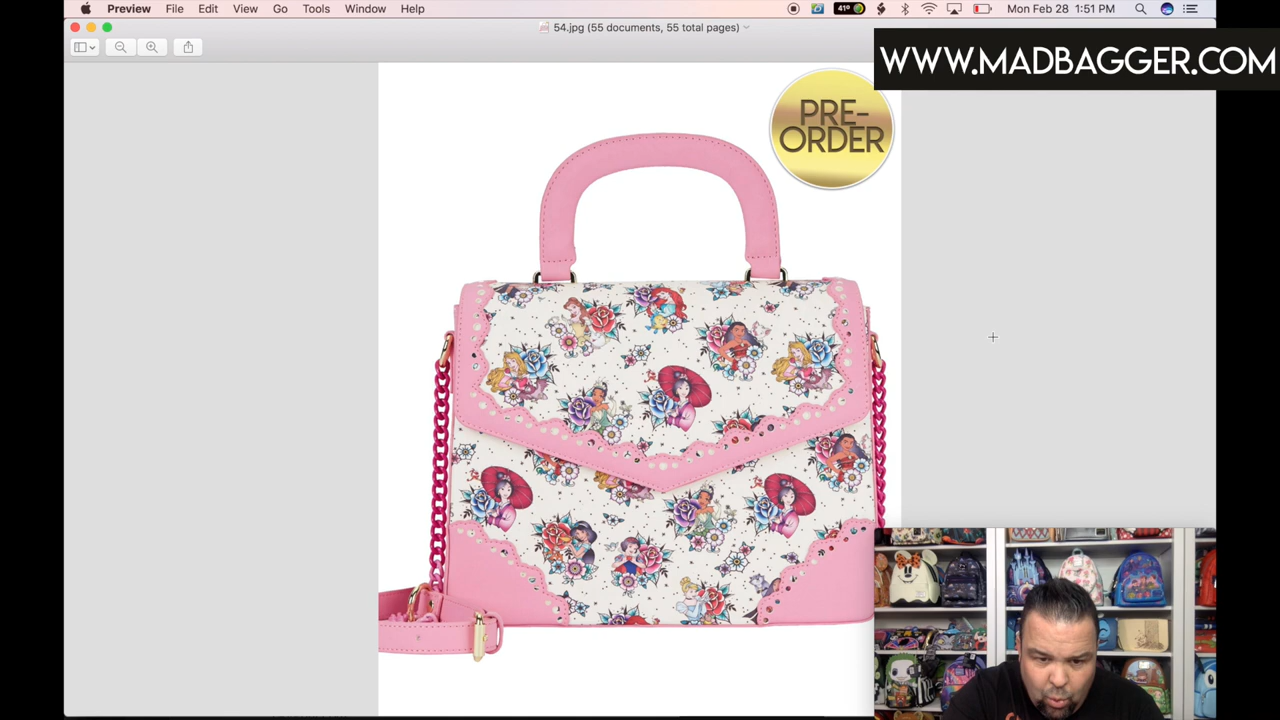 Preview File Edit View Go Tools Window Help
41° Mon Feb 28 1:51 PM
54.jpg (55 documents, 55 total pages)
WWW.MADBAGGER.COM
PRE-
ORDER